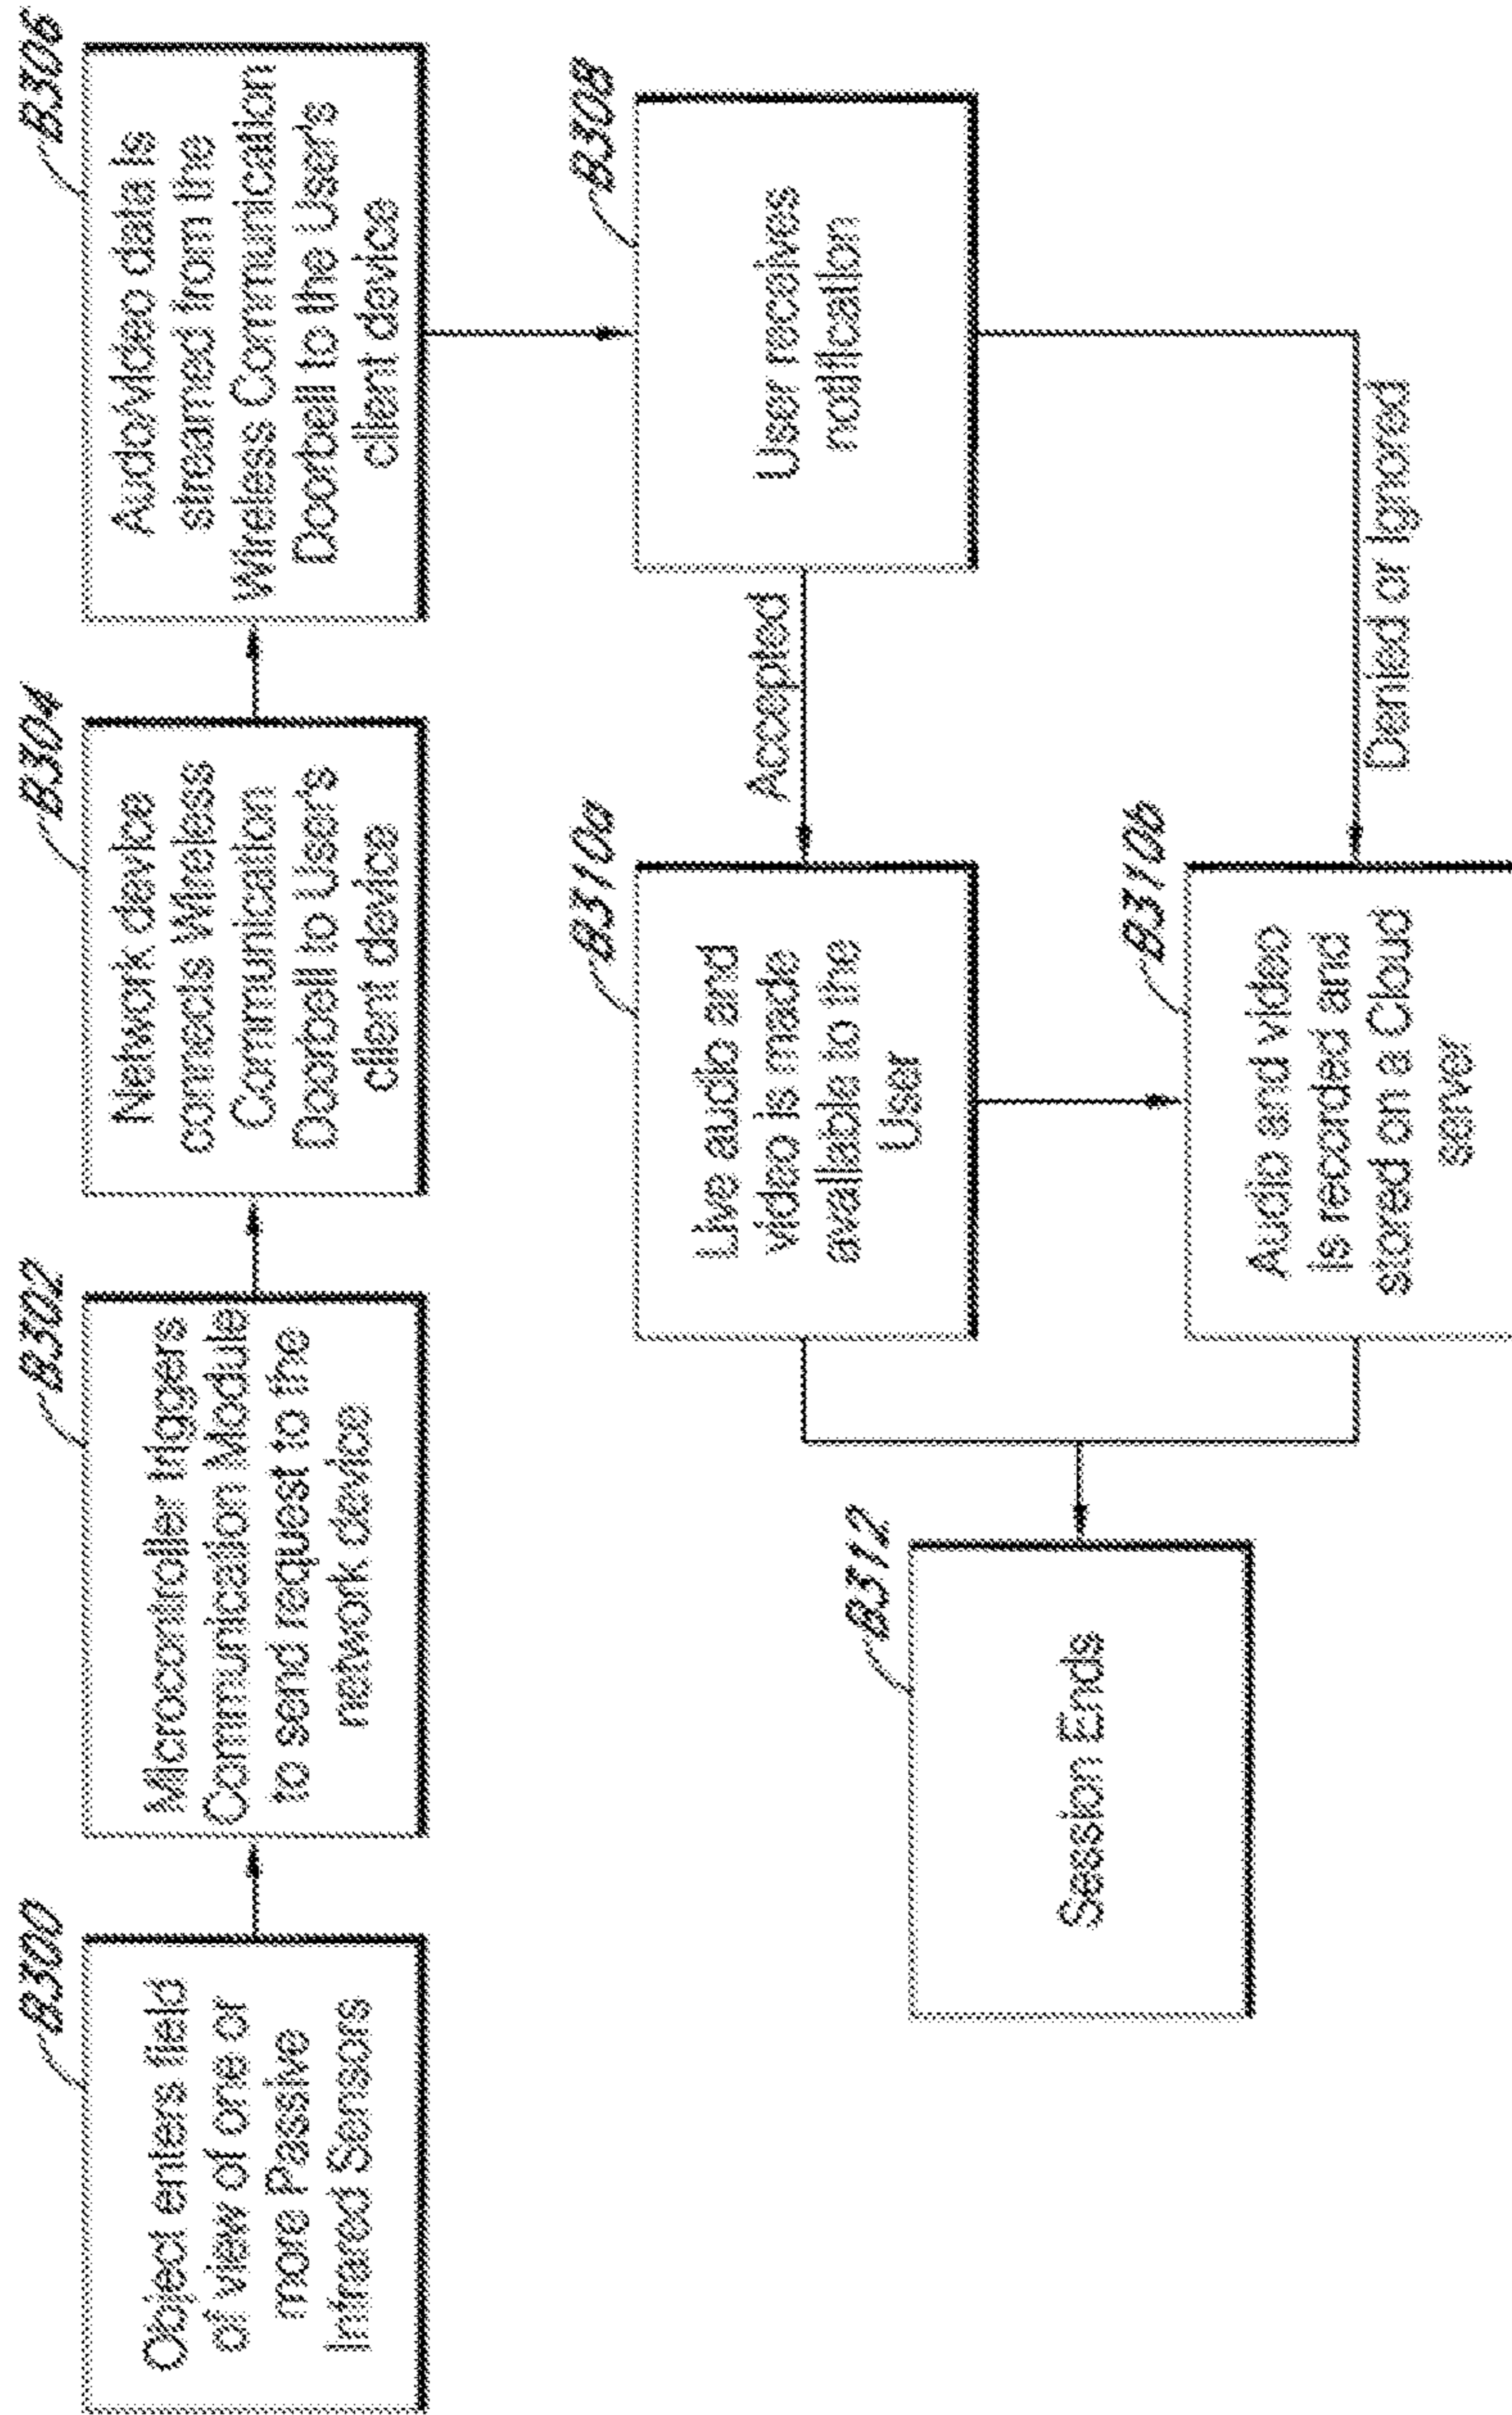 B300
Object enters field
of view of one or
more Passive
Infrared Sensors
B302
Microcontroller triggers
Communication Module
to send request to the
network device
B304
Network device
connects Wireless
Communication
Doorbell to User's
client device
B306
Audo/Video data is
streamed from the
Wireless Communication
Doorbell to the User's
client device
B308
User receives
notification
Accepted
Denied or Ignored
B310a
Live audio and
video is made
available to the
User
B310b
Audio and video
is recorded and
stored on a Cloud
server
B312
Session Ends